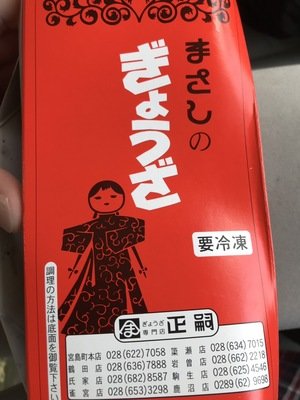 まさしの
ぎょうざ
要冷凍
調理の方法は底面を御覧下さい
ぎょうざ
専門店
正嗣
宮島町本店 028(622)7058
鶴田店 028(636)7888
氏家店 028(682)8587
雀宮店 028(653)3298
簗瀬店 028(634)7015
岩曽店 028(662)2218
駒生店 028(625)4546
鹿沼店 0289(62)9698